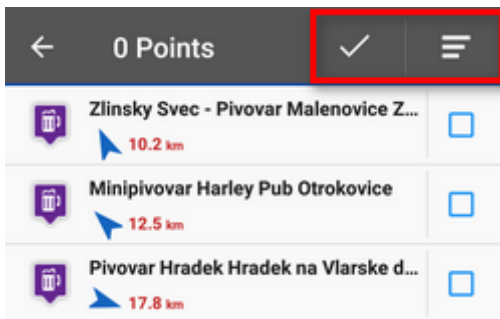 0 Points
Zlinsky Svec - Pivovar Malenovice Z...
10.2 km
Minipivovar Harley Pub Otrokovice
12.5 km
Pivovar Hradek Hradek na Vlarske d...
17.8 km